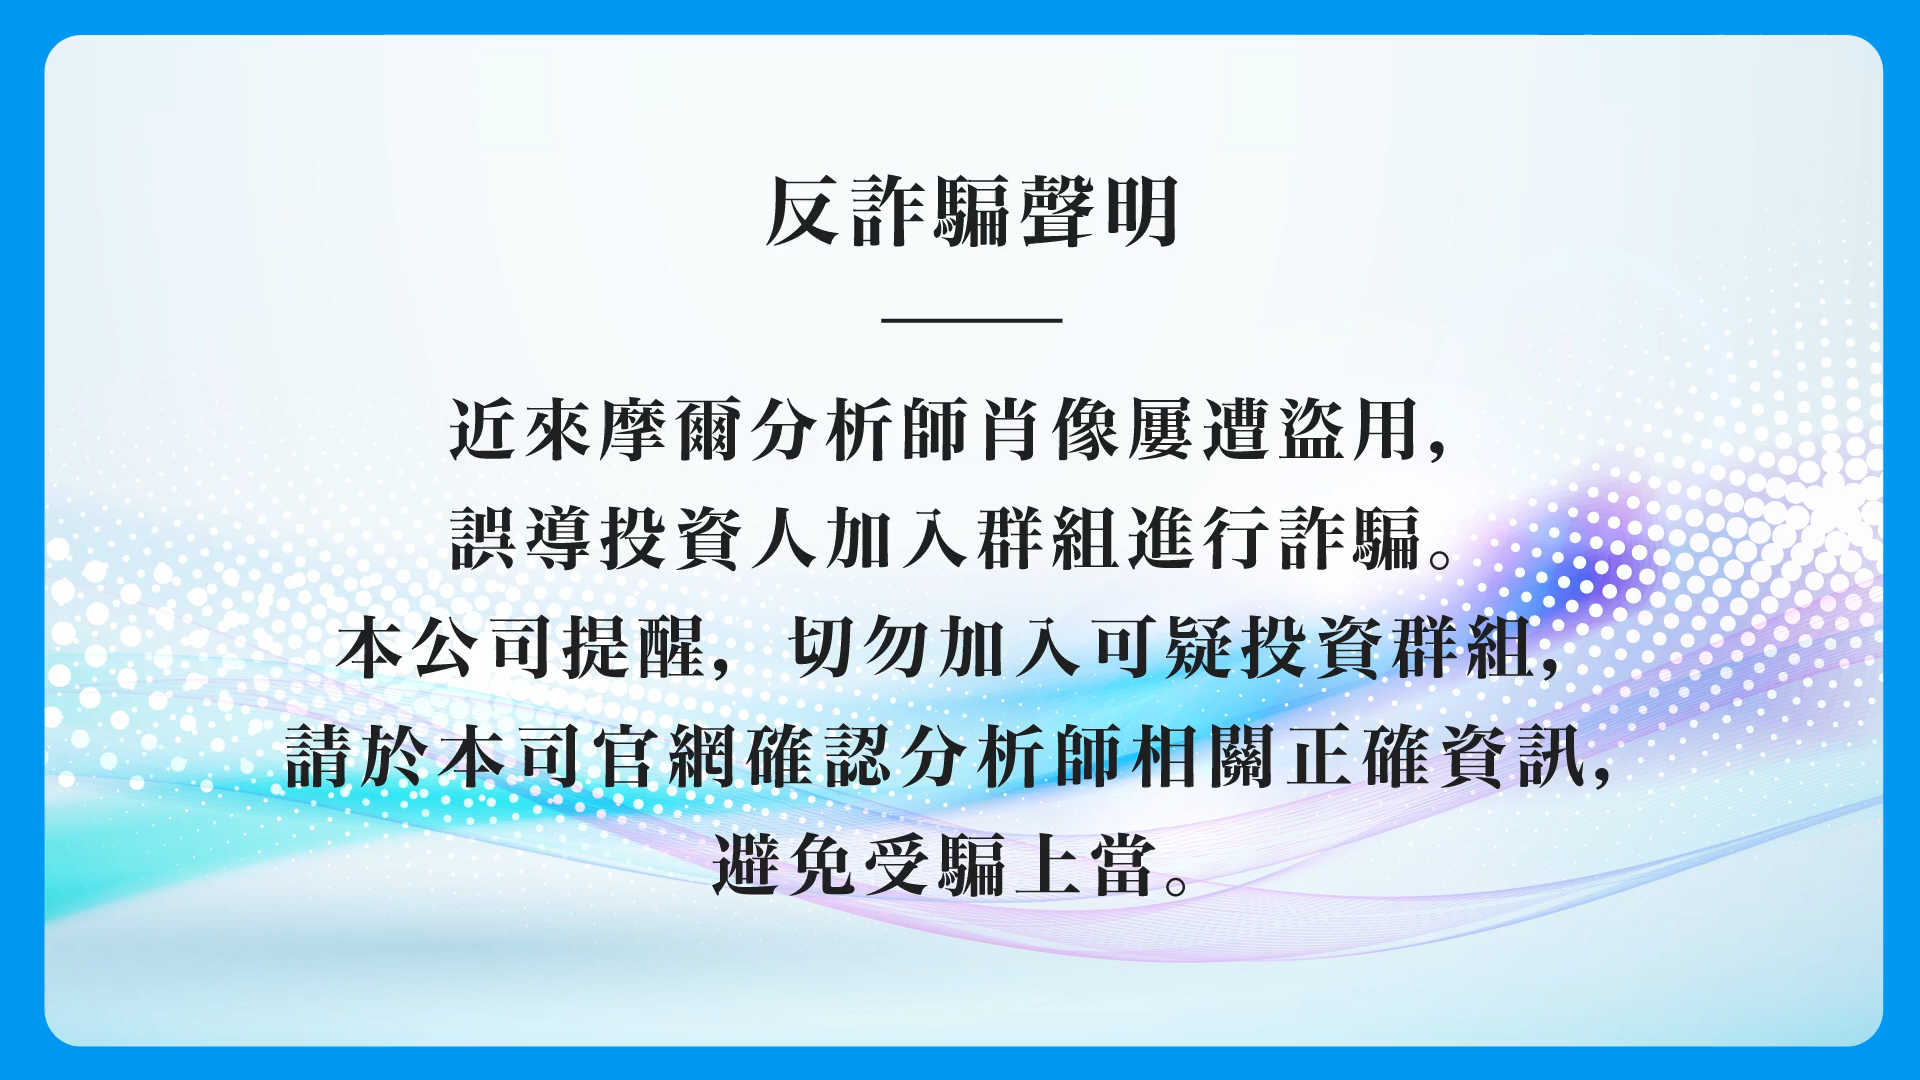 反詐騙聲明
近來摩爾分析師肖像屢遭盜用，
誤導投資人加入群組進行詐騙。
本公司提醒，切勿加入可疑投資群組，
請於本司官網確認分析師相關正確資訊，
避免受騙上當。